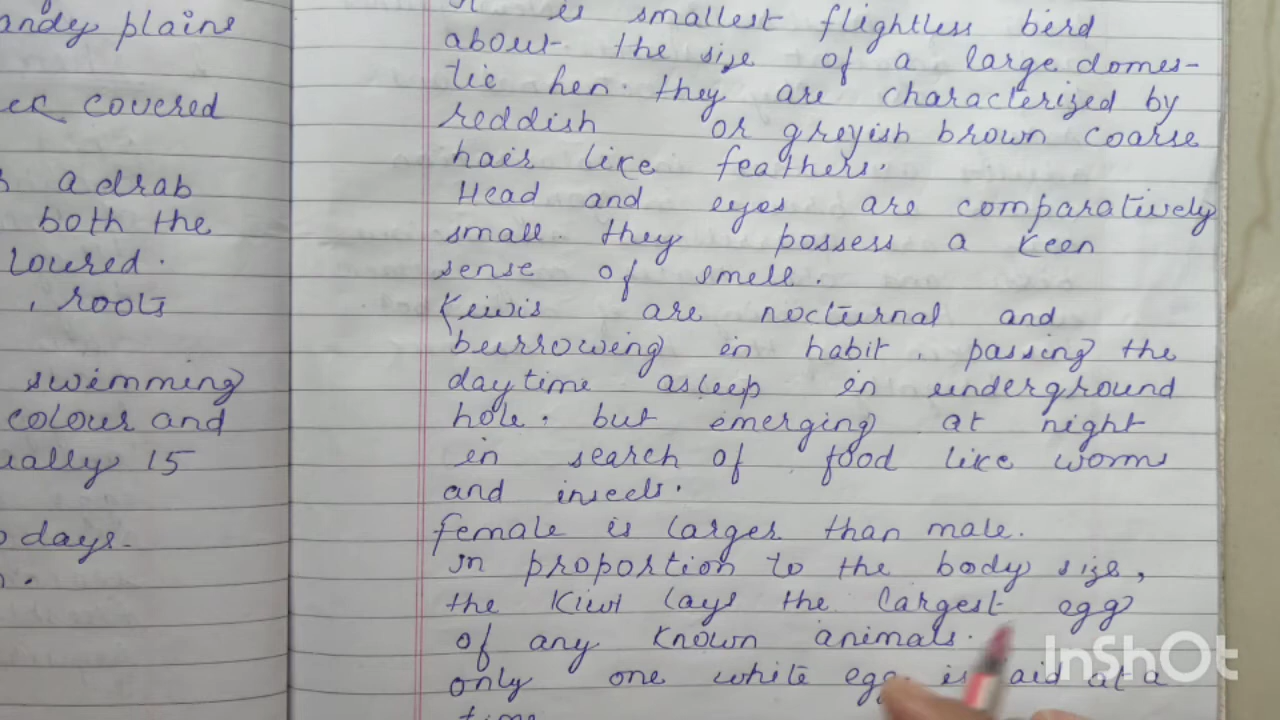 andy plains
covered
a drab
both the
loured.
, roots
swimming
colour and
ually 15
days.
It is smallest flightless bird
about the size of a large domes-
tic hen. they are characterized by
reddish or greyish brown coarse
hair like feathers.
Head and eyes are comparatively
small. they possess a keen
sense of smell.
Kiwis are nocturnal and
burrowing in habit, passing the
daytime asleep in underground
hole, but emerging at night
in search of food like worms
and insects.
female is larger than male.
In proportion to the body size,
the Kiwi lays the largest egg
of any known animals.
only one white egg is laid at a
time
InShOt